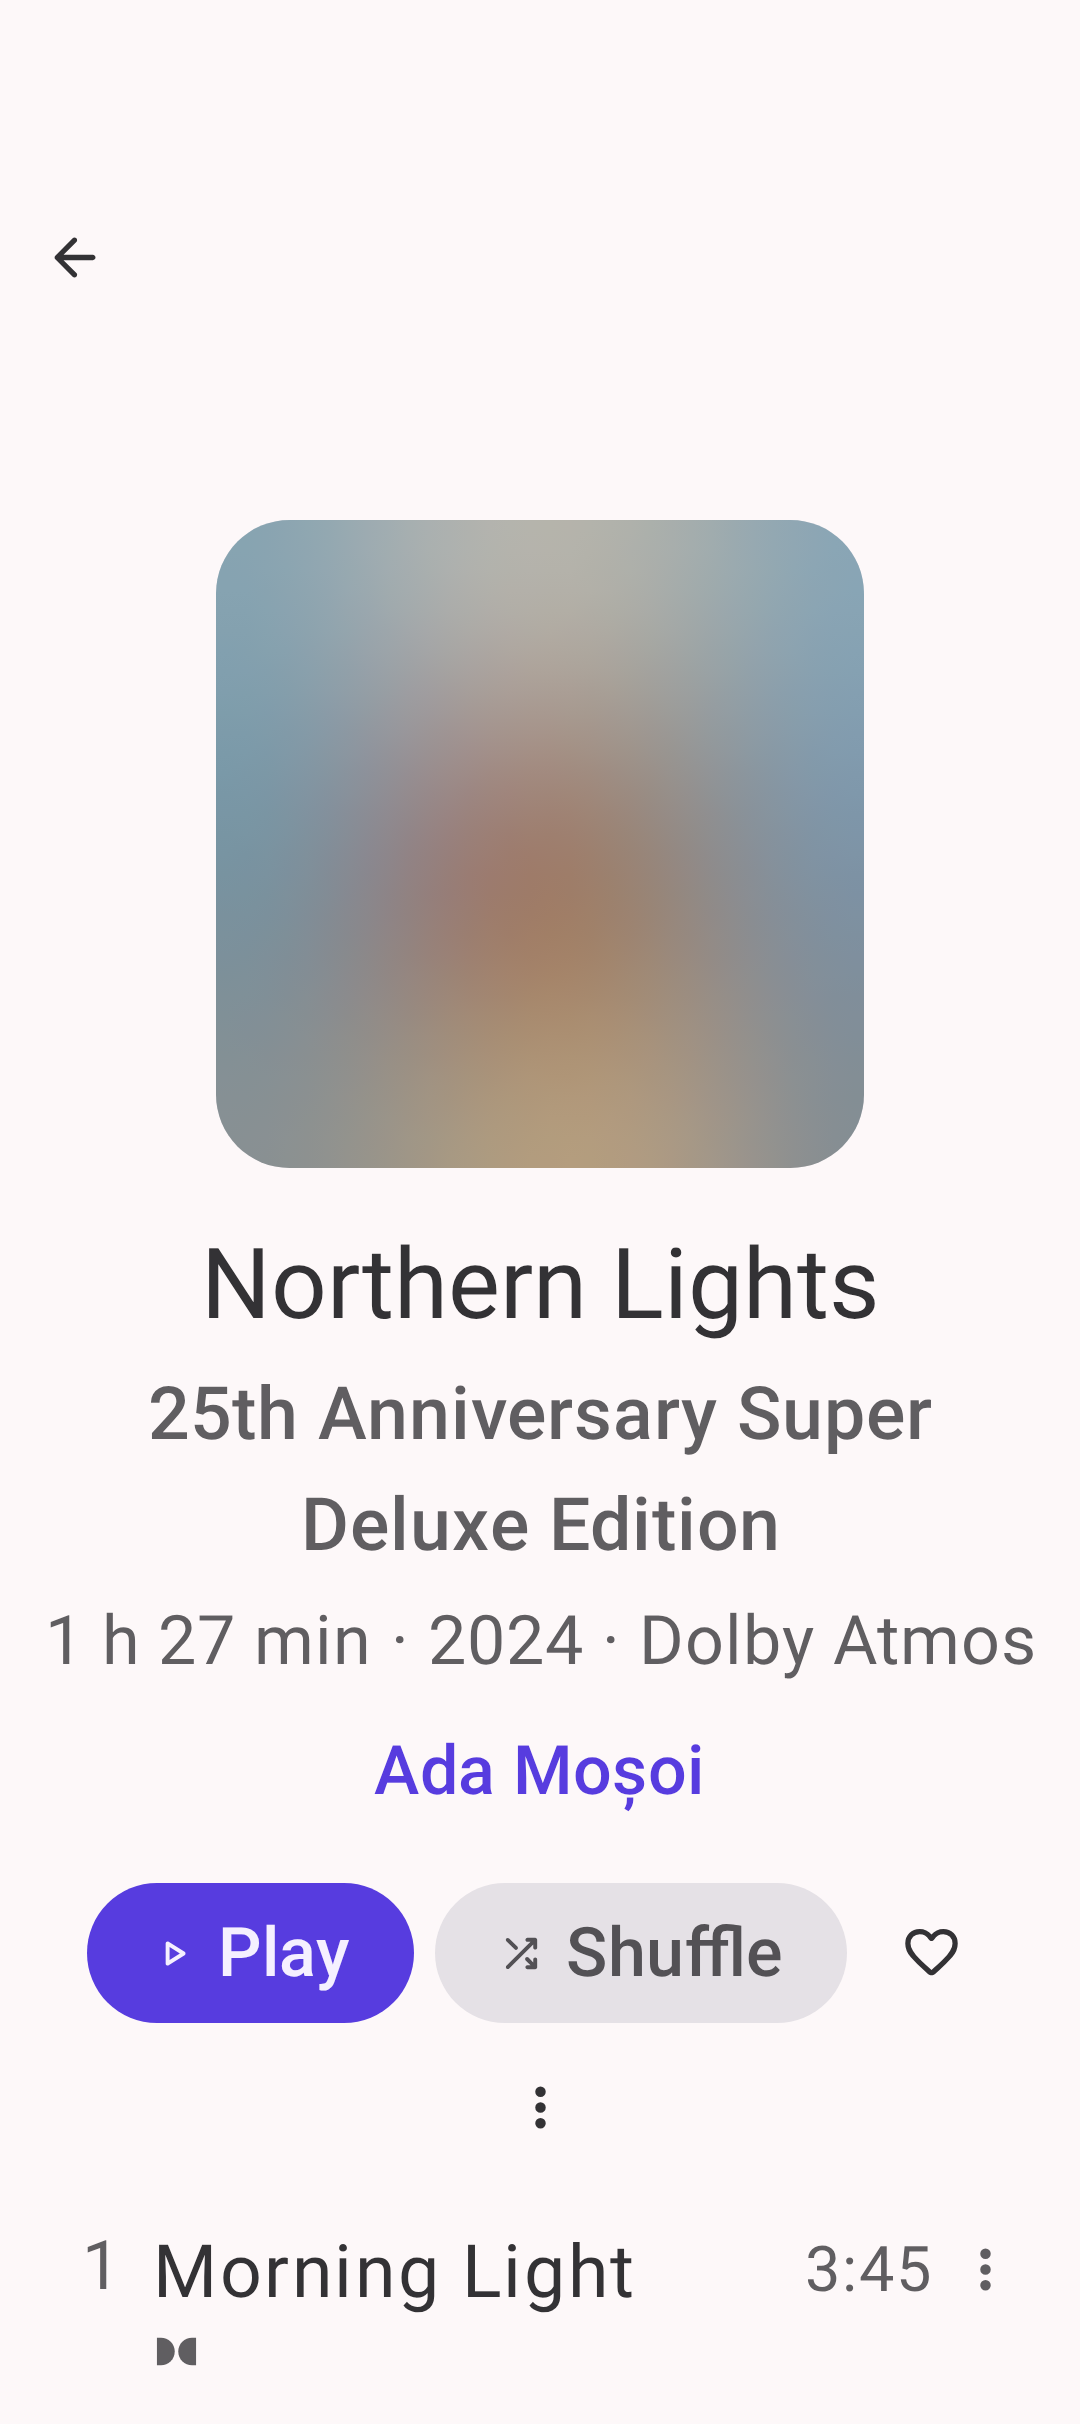 Northern Lights
25th Anniversary Super
Deluxe Edition
1 h 27 min · 2024 · Dolby Atmos
Ada Moșoi
Play
Shuffle
1 Morning Light 3:45